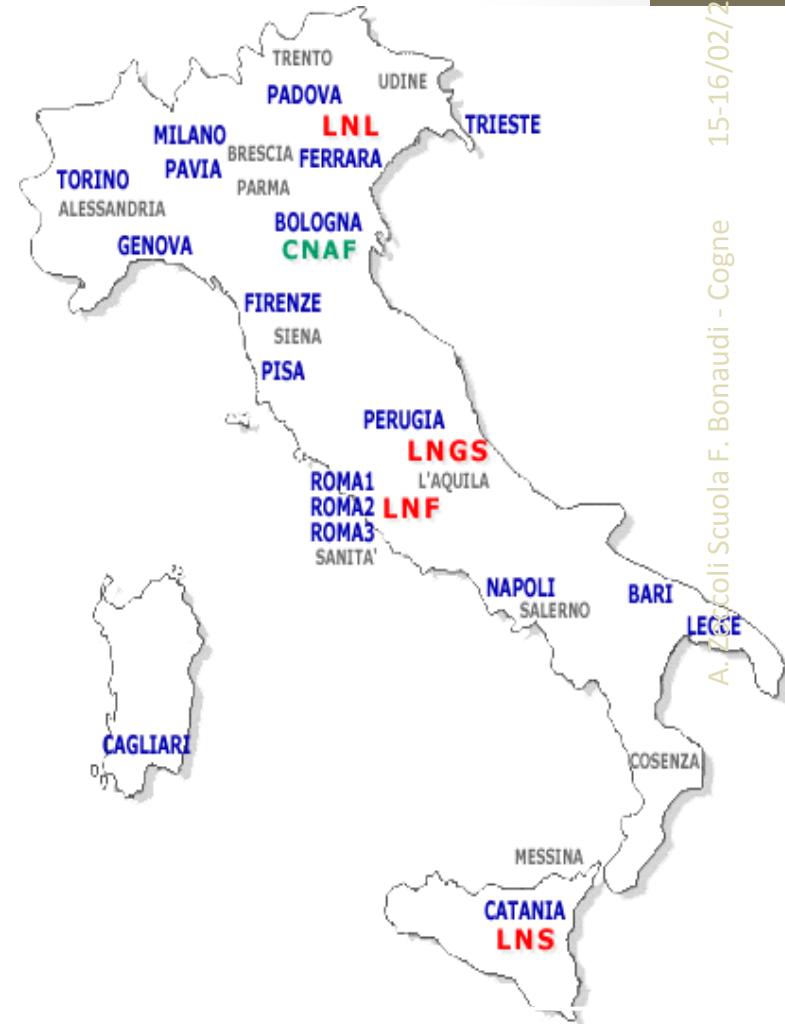 TRENTO
UDINE
PADOVA
LNL
TRIESTE
MILANO
BRESCIA
FERRARA
PAVIA
PARMA
TORINO
ALESSANDRIA
BOLOGNA
CNAF
GENOVA
FIRENZE
SIENA
PISA
PERUGIA
LNGS
L'AQUILA
ROMA1
ROMA2
LNF
ROMA3
SANITA'
NAPOLI
SALERNO
BARI
LECCE
CAGLIARI
COSENZA
MESSINA
CATANIA
LNS
A. Scuola F. Bonaudi - Cogne 15-16/02/2